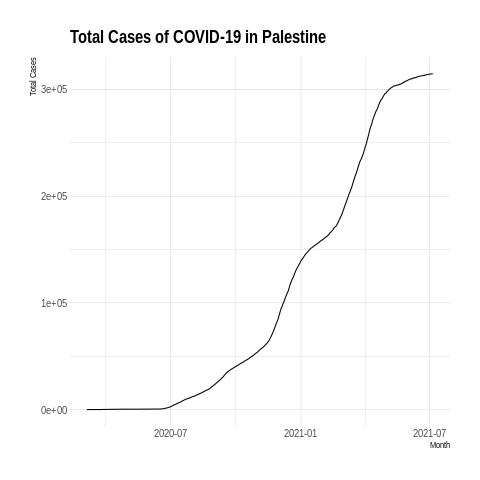 Total Cases of COVID-19 in Palestine
Total Cases
3e+05
2e+05
1e+05
0e+00
2020-07 2021-01 2021-07
Month